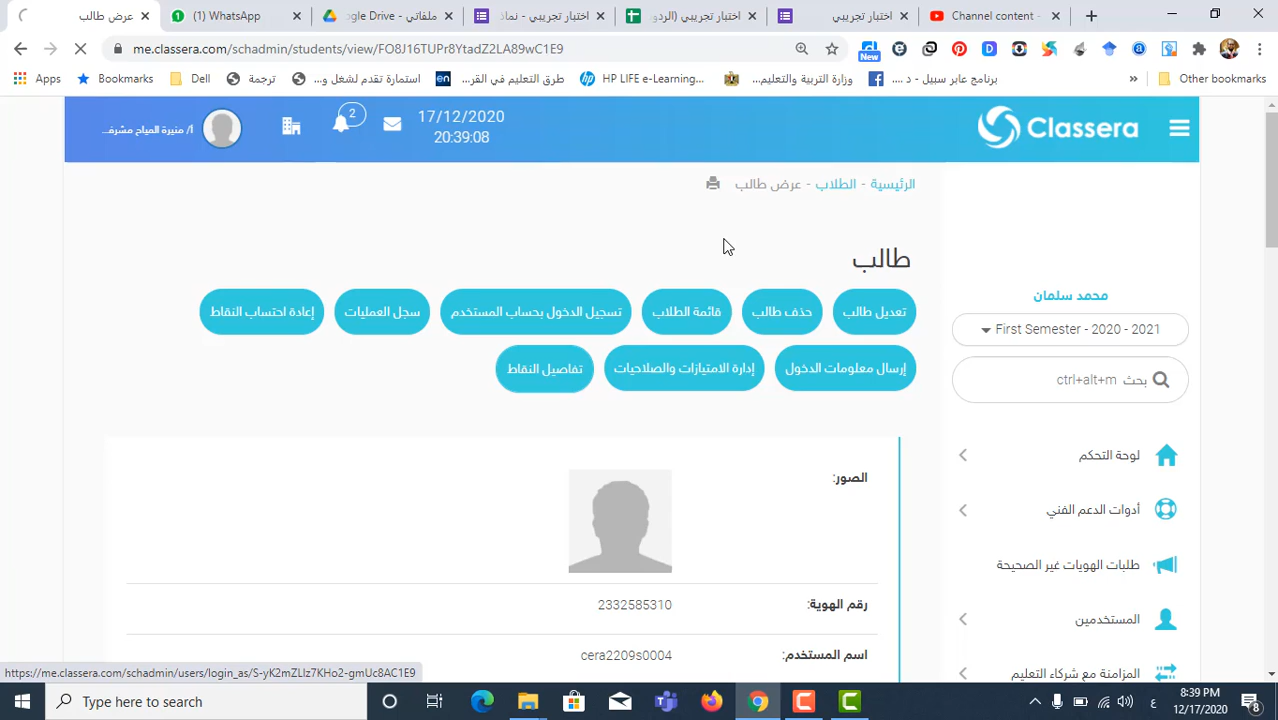 عرض طالب
(1) WhatsApp
ملفاتي - Google Drive
اختبار تجريبي - نماذ
اختبار تجريبي (الردو
اختبار تجريبي
Channel content -
me.classera.com/schadmin/students/view/FO8J16TUPr8YtadZ2LA89wC1E9
New
Apps
Bookmarks
Dell
ترجمة
استمارة تقدم لشغل و...
طرق التعليم في القر...
HP LIFE e-Learning...
وزارة التربية والتعليم...
برنامج عابر سبيل - د ...
»
Other bookmarks
أ/ منيرة المياح مشرف...
2
17/12/2020
20:39:08
Classera
الرئيسية - الطلاب - عرض طالب
طالب
محمد سلمان
تعديل طالب
حذف طالب
قائمة الطلاب
تسجيل الدخول بحساب المستخدم
سجل العمليات
إعادة احتساب النقاط
First Semester - 2020 - 2021
إرسال معلومات الدخول
إدارة الامتيازات والصلاحيات
تفاصيل النقاط
بحث ctrl+alt+m
لوحة التحكم
الصور:
أدوات الدعم الفني
طلبات الهويات غير الصحيحة
رقم الهوية: 2332585310
المستخدمين
اسم المستخدم: cera2209s0004
المزامنة مع شركاء التعليم
https://me.classera.com/schadmin/users/login_as/S-yK2mZLlz7KHo2-gmUc8AC1E9
Type here to search
ع
8:39 PM
12/17/2020
8